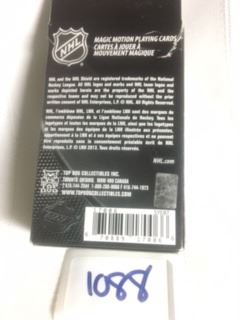 NHL
MAGIC MOTION PLAYING CARDS
CARTES À JOUER À
MOUVEMENT MAGIQUE
NHL and the NHL Shield are registered trademarks of the National
Hockey League. All NHL logos and marks and NHL team logos and
marks depicted herein are the property of the NHL and the
respective teams and may not be reproduced without the prior
written consent of NHL Enterprises, L.P. © NHL All Rights Reserved.
NHL, l'emblème NHL, LNH et l'emblème LNH sont des marques de
commerce déposées de la Ligue Nationale de Hockey. Tous les
logotypes et toutes les marques de la LNH, ainsi que les logotypes
et les marques des équipes de la LNH illustrés aux présentes,
appartiennent à la LNH et à ses équipes respectives et ne peuvent
être reproduits sans le consentement préalable écrit de NHL
Enterprises, L.P. © LNH 2013. Tous droits réservés.
NHL.com
TOP DOG
TOP DOG COLLECTIBLES INC.
TORONTO ONTARIO CANADA
WWW.TOPDOGCOLLECTIBLES.COM
1088